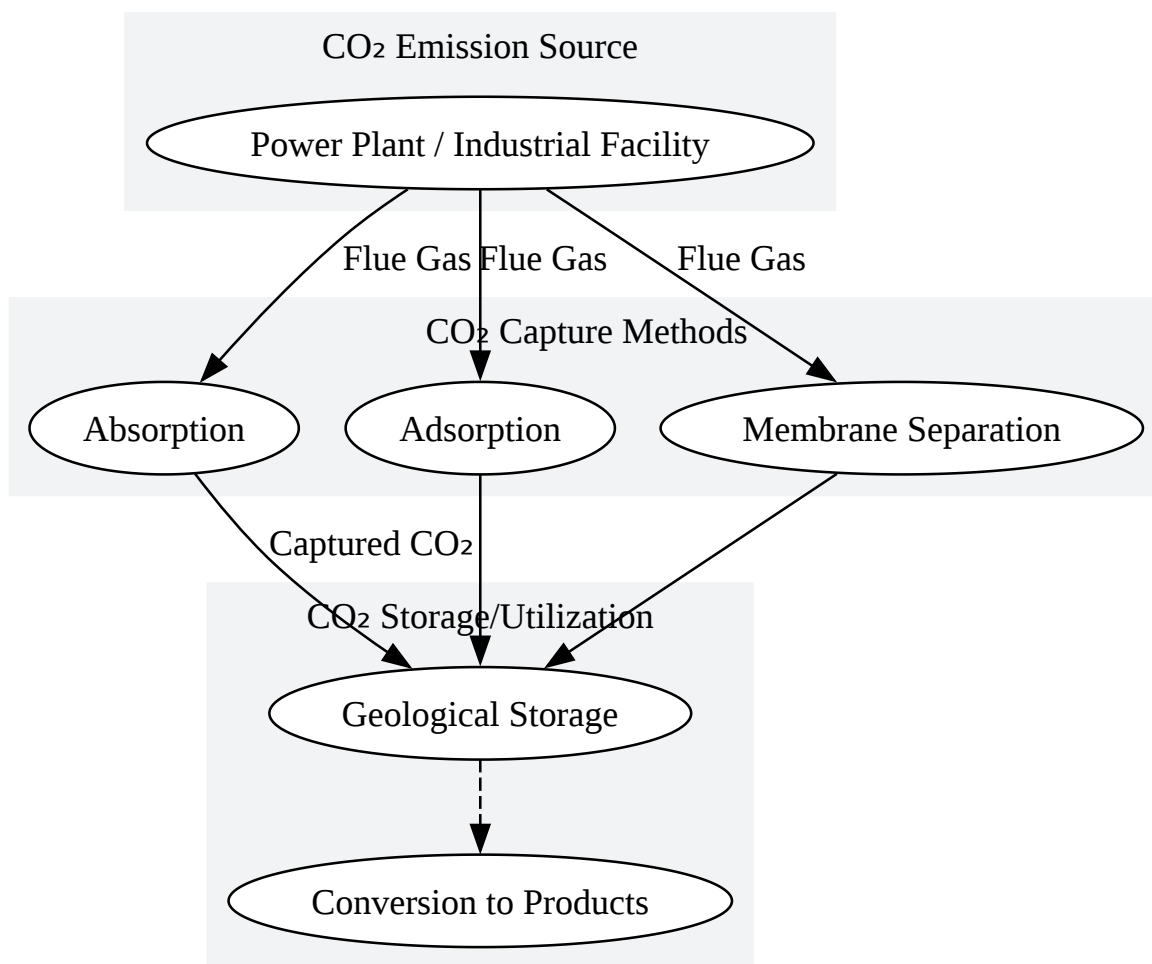 CO₂ Emission Source
Power Plant / Industrial Facility
Flue Gas
Flue Gas
Flue Gas
CO₂ Capture Methods
Absorption
Adsorption
Membrane Separation
Captured CO₂
CO₂ Storage/Utilization
Geological Storage
Conversion to Products